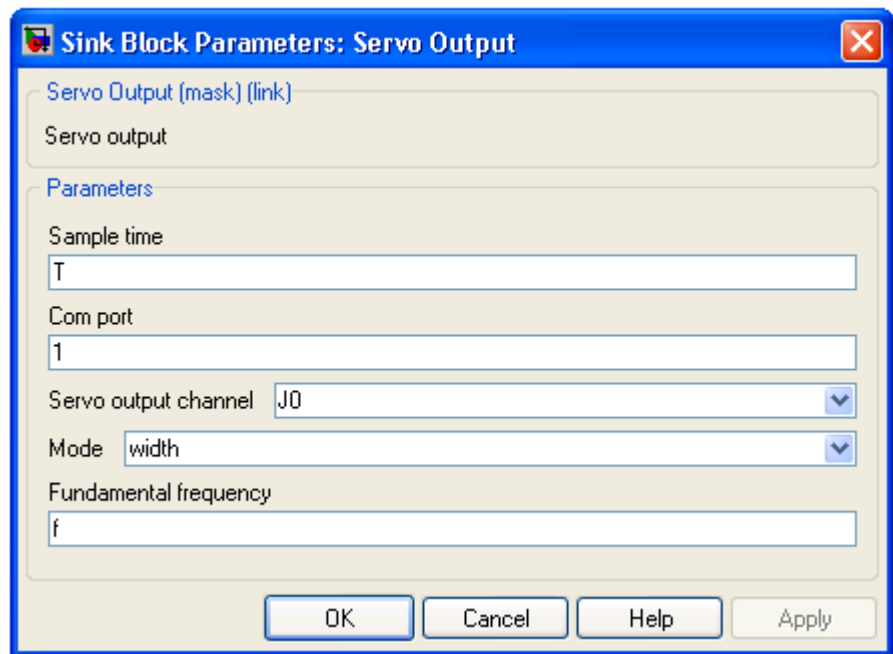 Sink Block Parameters: Servo Output
Servo Output (mask) (link)
Servo output
Parameters
Sample time
T
Com port
1
Servo output channel J0
Mode width
Fundamental frequency
f
OK Cancel Help Apply